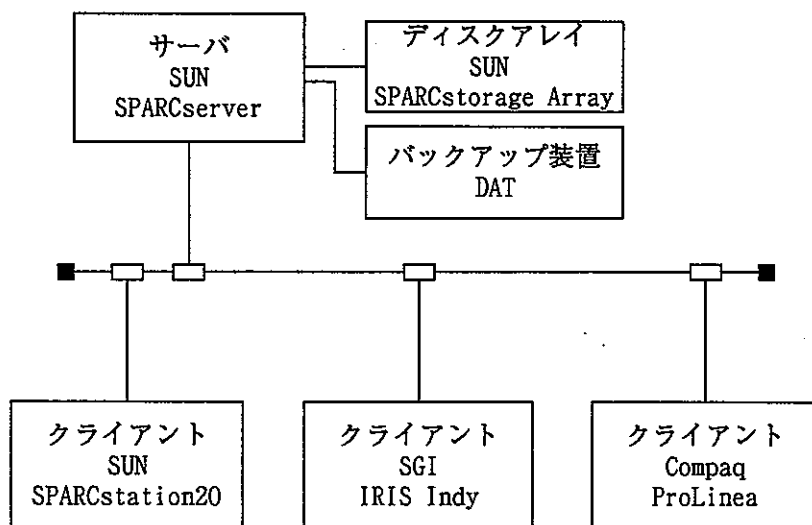 サーバ
SUN
SPARCserver
ディスクアレイ
SUN
SPARCstorage Array
バックアップ装置
DAT
クライアント
SUN
SPARCstation20
クライアント
SGI
IRIS Indy
クライアント
Compaq
ProLinea